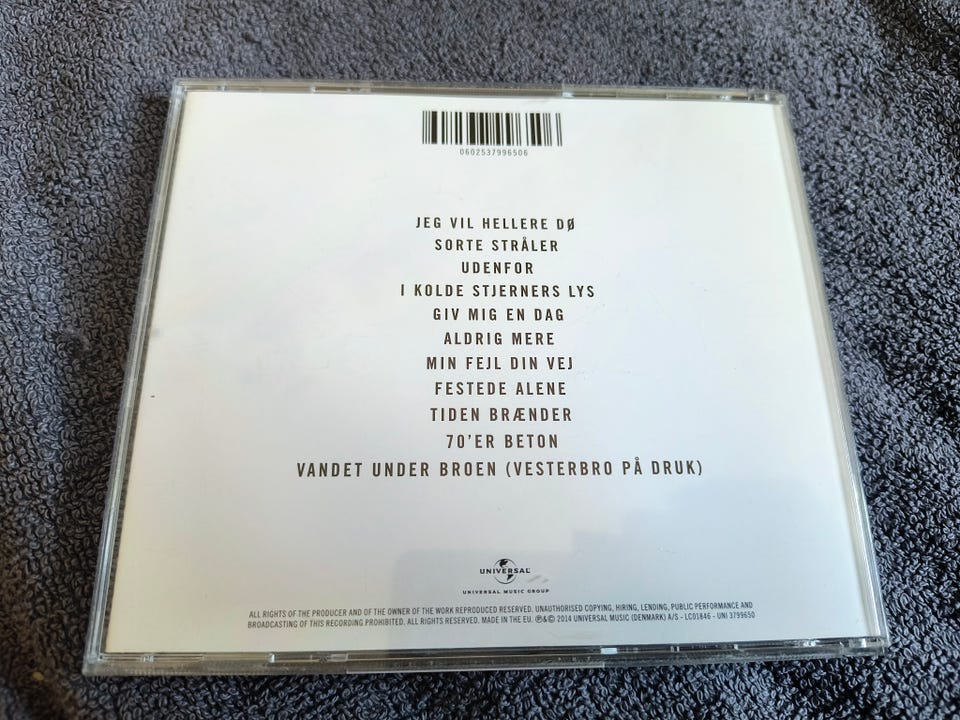 0602537996506
JEG VIL HELLERE DØ
SORTE STRÅLER
UDENFOR
I KOLDE STJERNERS LYS
GIV MIG EN DAG
ALDRIG MERE
MIN FEJL DIN VEJ
FESTEDE ALENE
TIDEN BRÆNDER
70'ER BETON
VANDET UNDER BROEN (VESTERBRO PÅ DRUK)
UNIVERSAL
UNIVERSAL MUSIC GROUP
ALL RIGHTS OF THE PRODUCER AND OF THE OWNER OF THE WORK REPRODUCED RESERVED. UNAUTHORISED COPYING, HIRING, LENDING, PUBLIC PERFORMANCE AND
BROADCASTING OF THIS RECORDING PROHIBITED. ALL RIGHTS RESERVED. MADE IN THE EU. ℗&© 2014 UNIVERSAL MUSIC (DENMARK) A/S - LC01846 - UNI 3799650